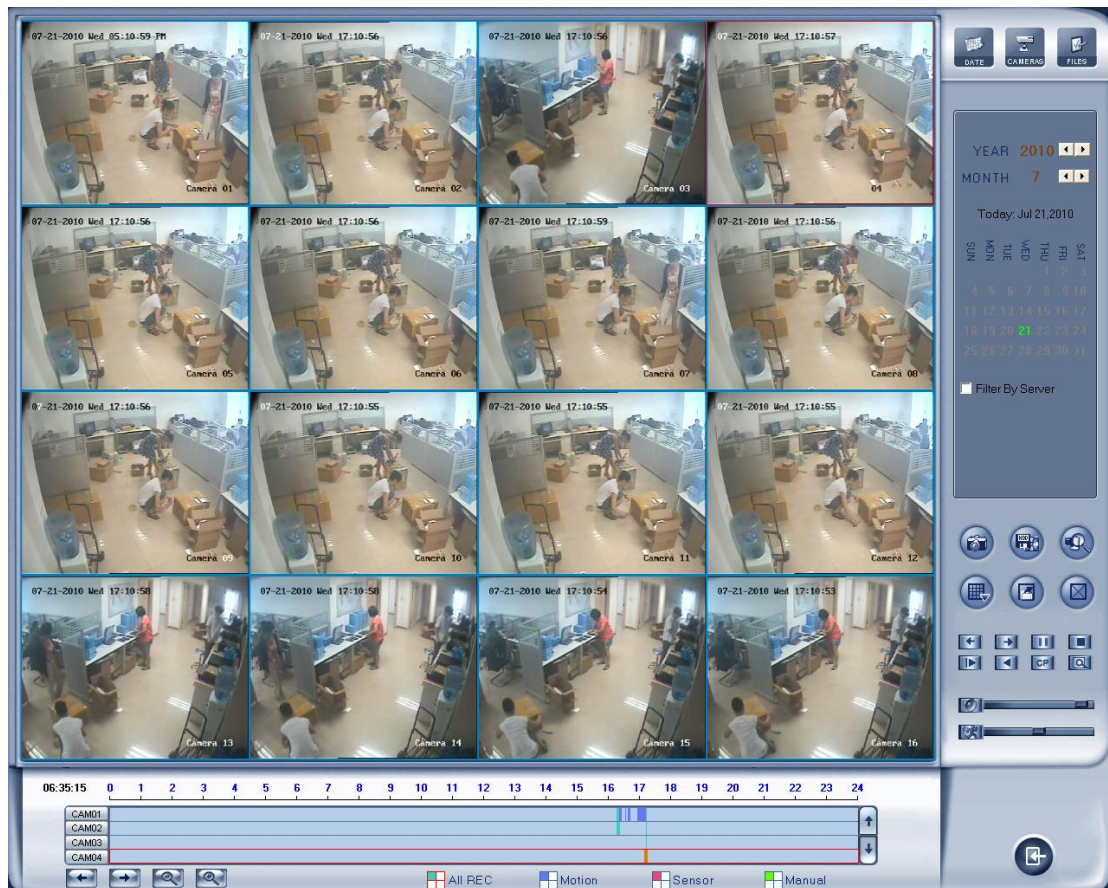 07-21-2010 Wed 05:10:59 PM
Camera 01
07-21-2010 Wed 17:10:56
Camera 02
07-21-2010 Wed 17:10:56
Camera 03
07-21-2010 Wed 17:10:57
04
07-21-2010 Wed 17:10:56
Camera 05
07-21-2010 Wed 17:10:56
Camera 06
07-21-2010 Wed 17:10:59
Camera 07
07-21-2010 Wed 17:10:56
Camera 08
07-21-2010 Wed 17:10:56
Camera 09
07-21-2010 Wed 17:10:55
Camera 10
07-21-2010 Wed 17:10:55
Camera 11
07-21-2010 Wed 17:10:55
Camera 12
07-21-2010 Wed 17:10:58
Camera 13
07-21-2010 Wed 17:10:58
Camera 14
07-21-2010 Wed 17:10:54
Camera 15
07-21-2010 Wed 17:10:53
Camera 16
DATE CAMERAS FILES
YEAR 2010
MONTH 7
Today: Jul 21,2010
SUN MON TUE WED THU FRI SAT
1 2 3
4 5 6 7 8 9 10
11 12 13 14 15 16 17
18 19 20 21 22 23 24
25 26 27 28 29 30 31
Filter By Server
HDD
CP
06:35:15 0 1 2 3 4 5 6 7 8 9 10 11 12 13 14 15 16 17 18 19 20 21 22 23 24
CAM01
CAM02
CAM03
CAM04
All REC Motion Sensor Manual